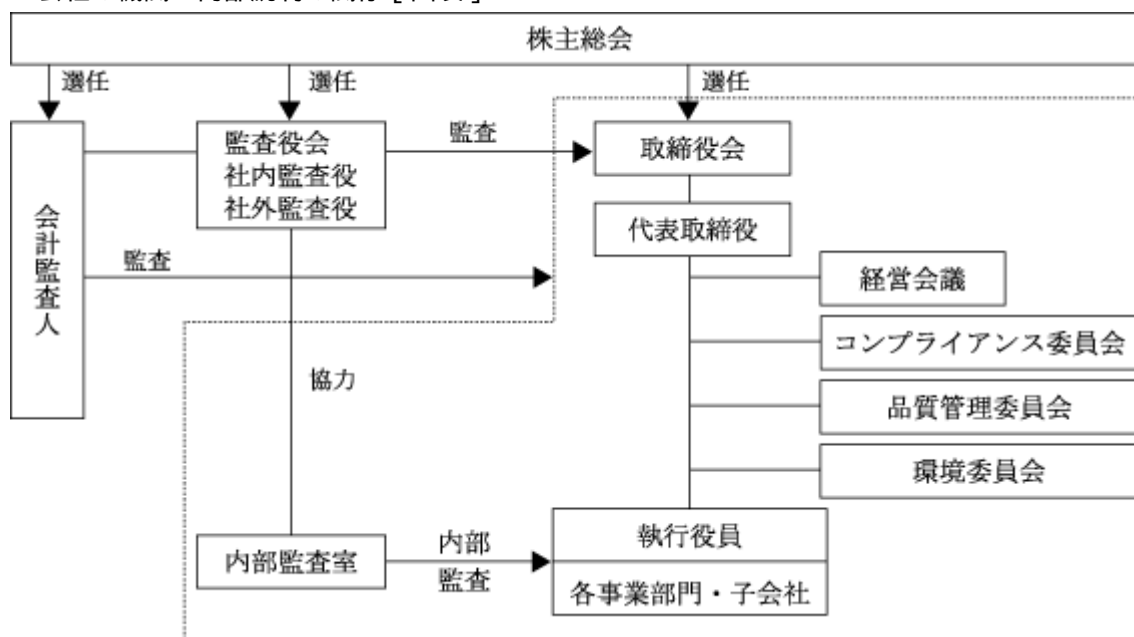 株主総会
選任
選任
選任
監査役会
社内監査役
社外監査役
監査
取締役会
会計監査人
代表取締役
監査
経営会議
コンプライアンス委員会
協力
品質管理委員会
環境委員会
内部監査室
内部
監査
執行役員
各事業部門・子会社